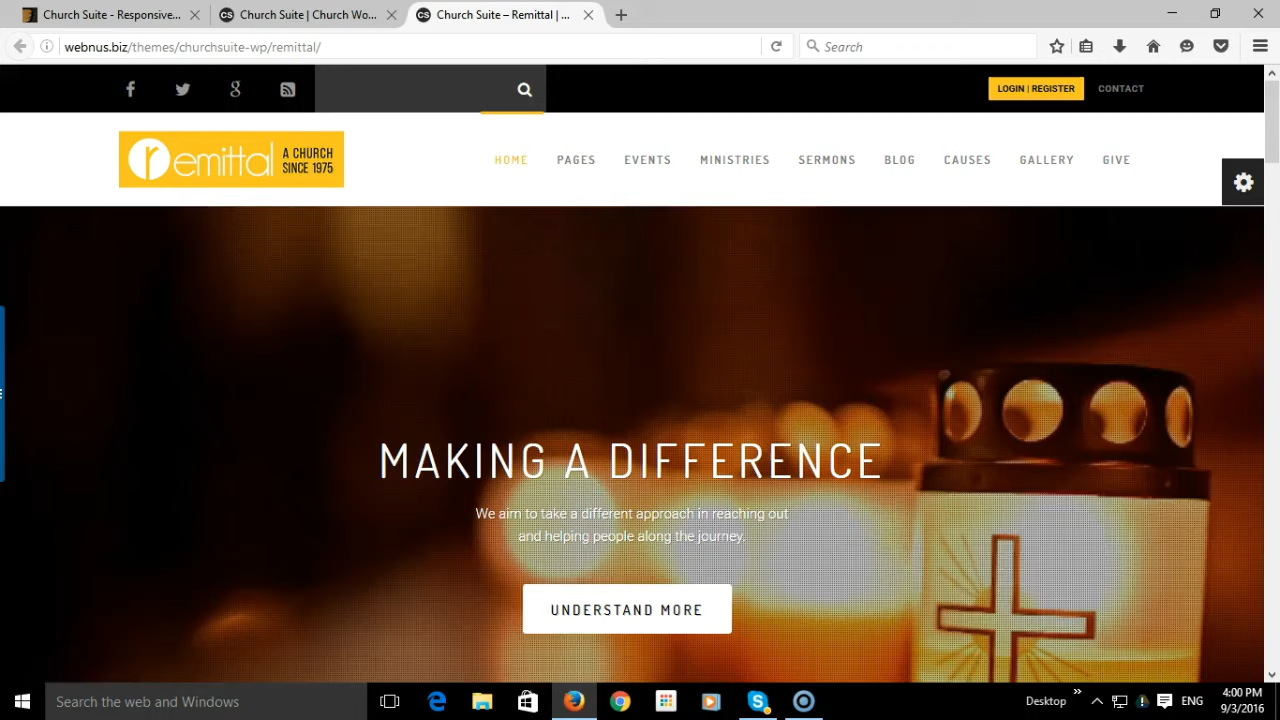 Church Suite - Responsive...
Church Suite | Church Wo...
Church Suite – Remittal | ...
webnus.biz/themes/churchsuite-wp/remittal/
Search
LOGIN | REGISTER
CONTACT
remittal
A CHURCH
SINCE 1975
HOME
PAGES
EVENTS
MINISTRIES
SERMONS
BLOG
CAUSES
GALLERY
GIVE
MAKING A DIFFERENCE
We aim to take a different approach in reaching out
and helping people along the journey.
UNDERSTAND MORE
Search the web and Windows
Desktop
ENG
4:00 PM
9/3/2016